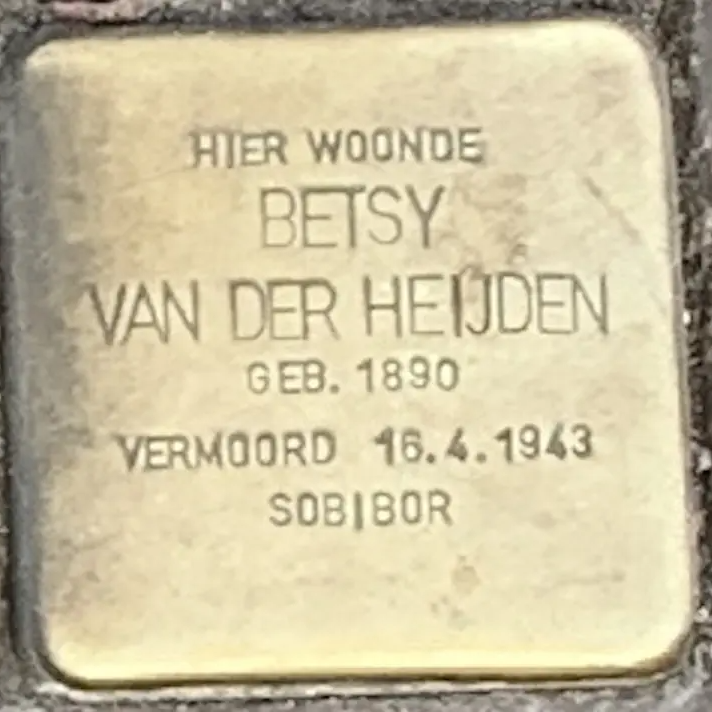 HIER WOONDE
BETSY
VAN DER HEIJDEN
GEB. 1890
VERMOORD 16.4.1943
SOBIBOR